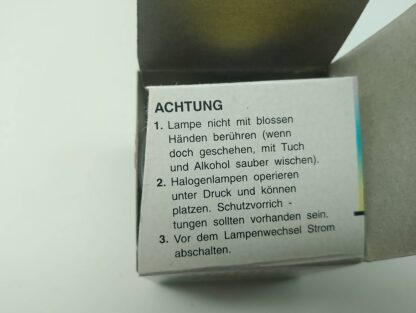 ACHTUNG
1. Lampe nicht mit blossen
Händen berühren (wenn
doch geschehen, mit Tuch
und Alkohol sauber wischen).
2. Halogenlampen operieren
unter Druck und können
platzen. Schutzvorrich -
tungen sollten vorhanden sein.
3. Vor dem Lampenwechsel Strom
abschalten.